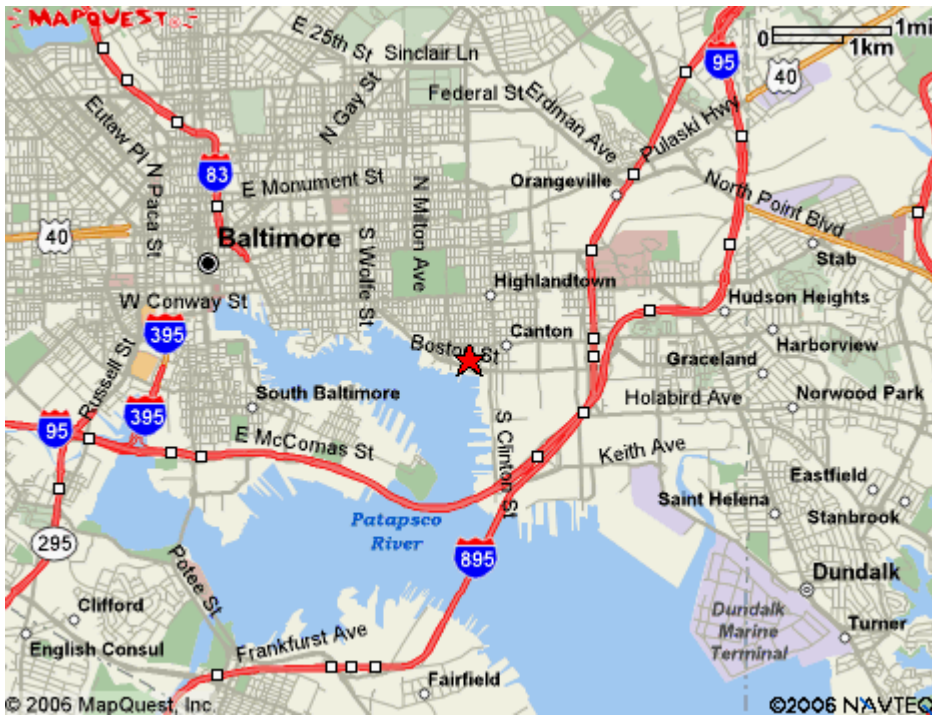 MAPQUEST®
E 25th St
Sinclair Ln
0
1mi
1km
95
40
Federal St
N Gay St
Erdman Ave
Pulaski Hwy
Eutaw Pl
83
N Paca St
E Monument St
N Milton Ave
Orangeville
North Point Blvd
40
Baltimore
S Wolfe St
Stab
Highlandtown
W Conway St
Hudson Heights
395
Boston St
Canton
Harborview
Russell St
Graceland
South Baltimore
Norwood Park
395
Holabird Ave
95
E McComas St
S Clinton St
Keith Ave
Eastfield
Saint Helena
Stanbrook
Patapsco
River
295
895
Potee St
Dundalk
Clifford
Dundalk
Marine
Terminal
Turner
Frankfurst Ave
English Consul
Fairfield
© 2006 MapQuest, Inc.
©2006 NAVTEQ